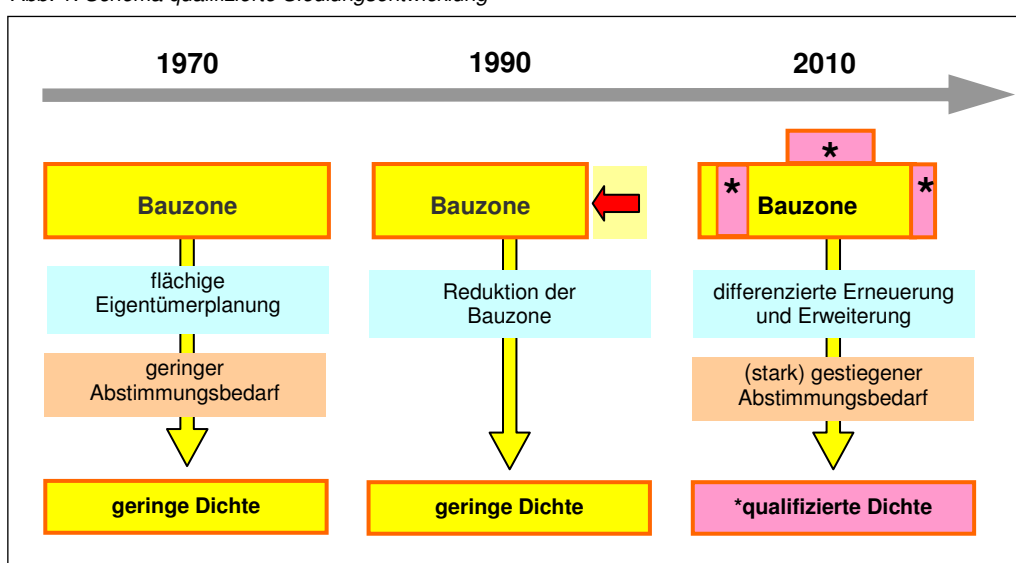 Abb. 1: Schema qualifizierte Siedlungsentwicklung
1970 1990 2010
*
* *
Bauzone Bauzone Bauzone
flächige
Eigentümerplanung
Reduktion der
Bauzone
differenzierte Erneuerung
und Erweiterung
geringer
Abstimmungsbedarf
(stark) gestiegener
Abstimmungsbedarf
geringe Dichte geringe Dichte *qualifizierte Dichte